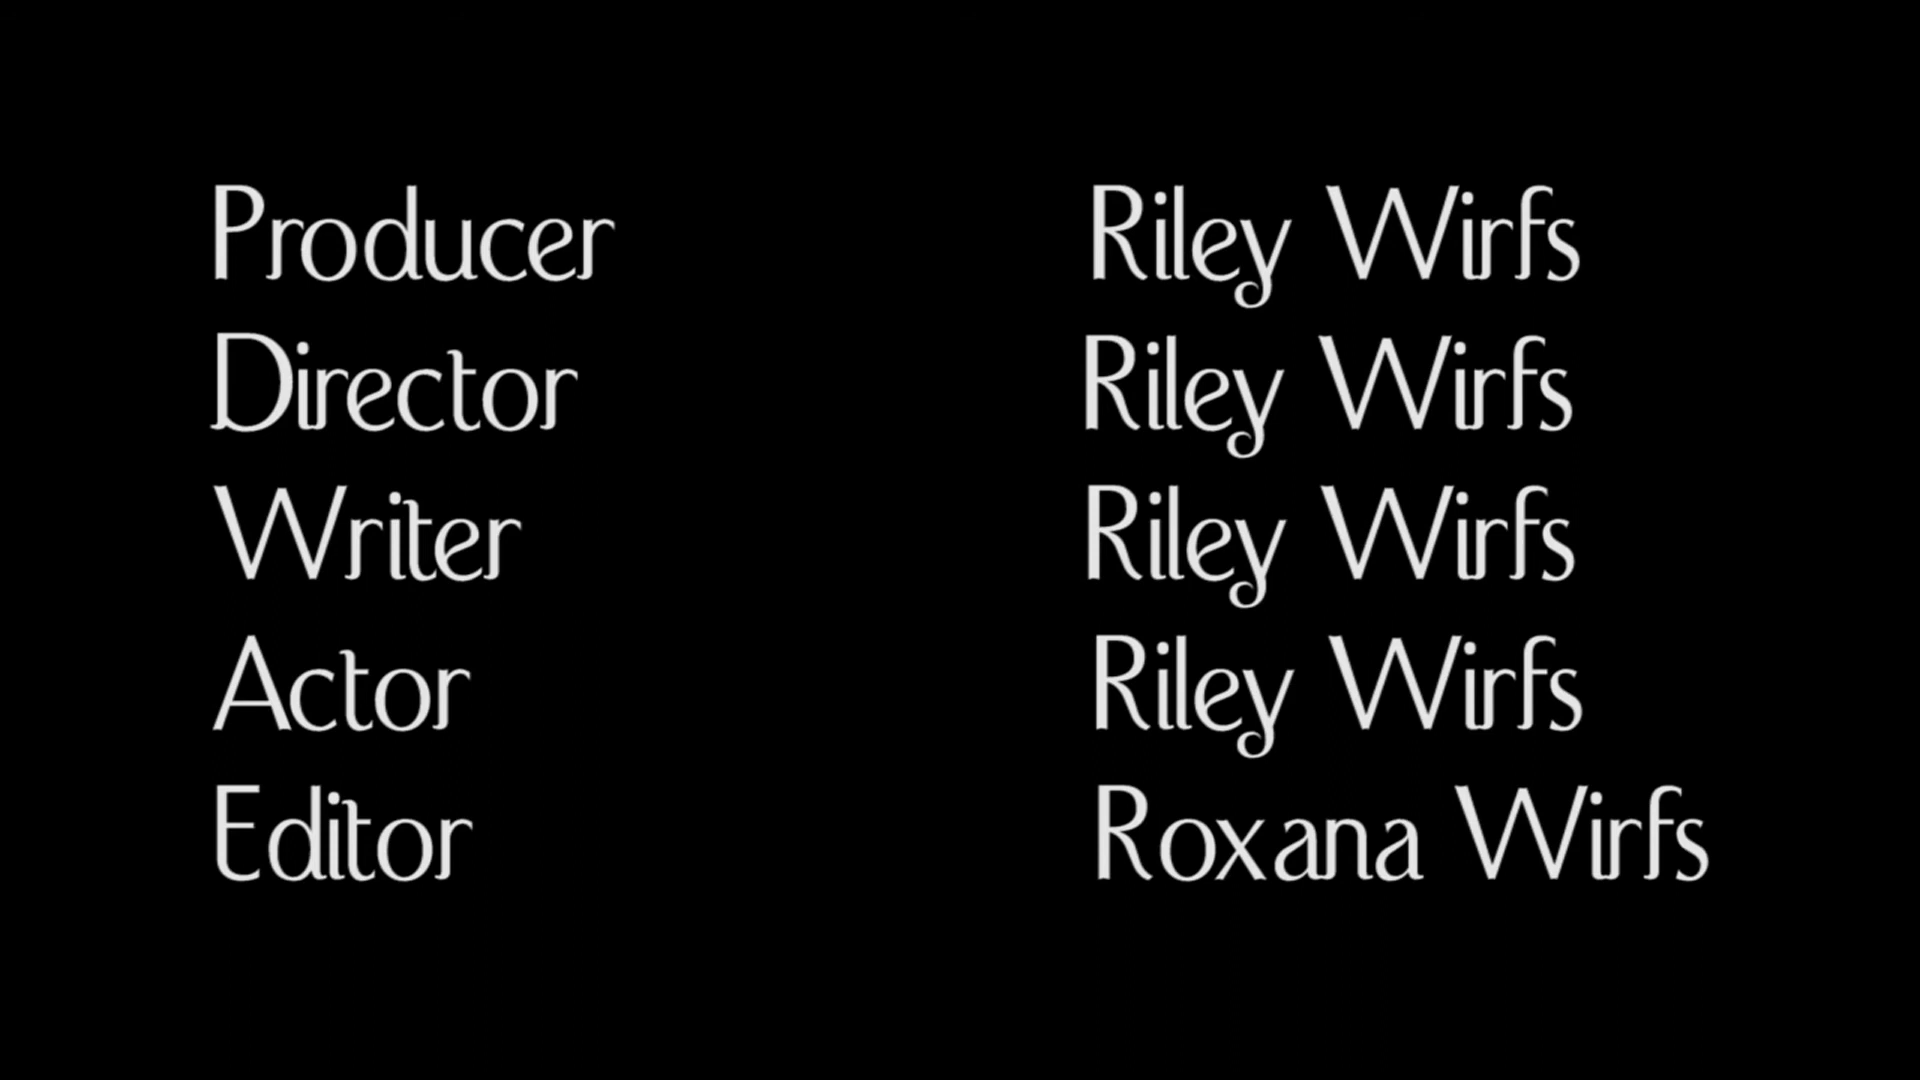 Producer Riley Wirfs
Director Riley Wirfs
Writer Riley Wirfs
Actor Riley Wirfs
Editor Roxana Wirfs